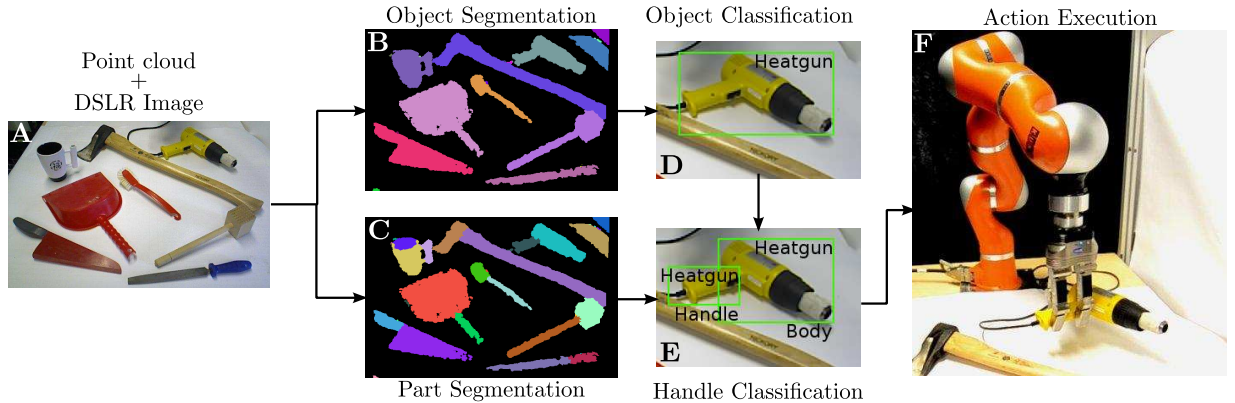 Object Segmentation
Object Classification
Action Execution
Point cloud
+
DSLR Image
A
B
C
D
Heatgun
E
Heatgun
Heatgun
Handle
Body
F
Part Segmentation
Handle Classification